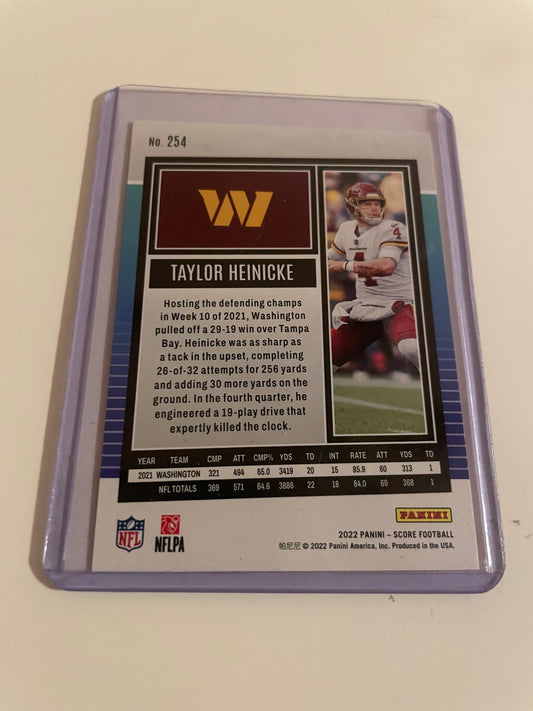 No. 254
W
4
TAYLOR HEINICKE
Hosting the defending champs
in Week 10 of 2021, Washington
pulled off a 29-19 win over Tampa
Bay. Heinicke was as sharp as
a tack in the upset, completing
26-of-32 attempts for 256 yards
and adding 30 more yards on the
ground. In the fourth quarter, he
engineered a 19-play drive that
expertly killed the clock.
YEAR TEAM CMP ATT CMP% YDS TD INT RATE ATT YDS TD
2021 WASHINGTON 321 494 65.0 3419 20 15 85.9 60 313 1
NFL TOTALS 369 571 64.6 3886 22 18 84.0 69 368 1
PANINI
NFL
NFLPA
2022 PANINI – SCORE FOOTBALL
帕尼尼 © 2022 Panini America, Inc. Produced in the USA.